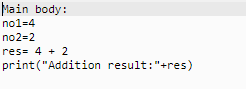 Main body:
no1=4
no2=2
res= 4 + 2
print("Addition result:"+res)